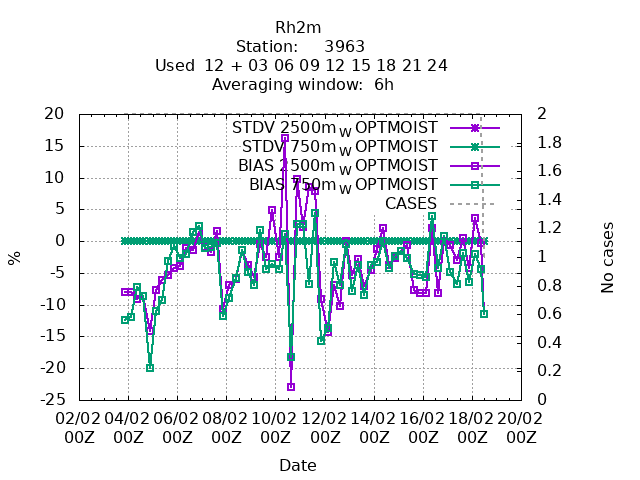 Rh2m
Station: 3963
Used 12 + 03 06 09 12 15 18 21 24
Averaging window: 6h
STDV 2500m_W OPTMOIST
STDV 750m_W OPTMOIST
BIAS 2500m_W OPTMOIST
BIAS 750m_W OPTMOIST
CASES
20
15
10
5
0
-5
-10
-15
-20
-25
%
2
1.8
1.6
1.4
1.2
1
0.8
0.6
0.4
0.2
0
No cases
02/02 04/02 06/02 08/02 10/02 12/02 14/02 16/02 18/02 20/02
00Z 00Z 00Z 00Z 00Z 00Z 00Z 00Z 00Z 00Z
Date